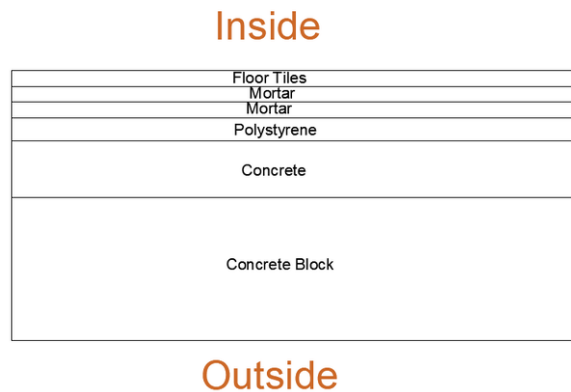 Inside
Floor Tiles
Mortar
Mortar
Polystyrene
Concrete
Concrete Block
Outside